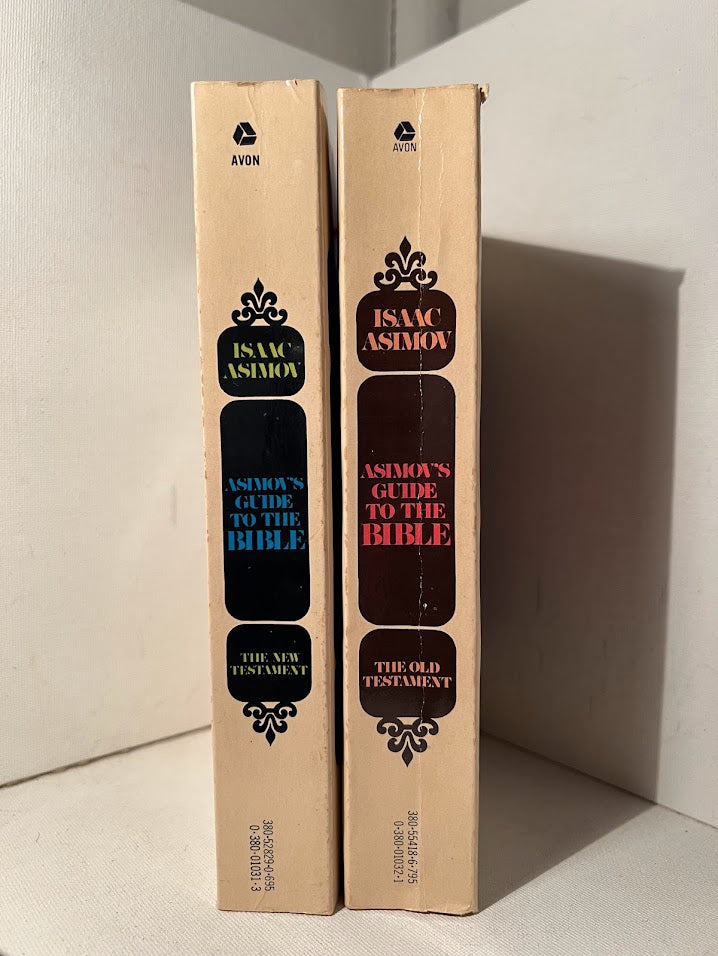 AVON
ISAAC
ASIMOV
ASIMOV'S
GUIDE
TO THE
BIBLE
THE NEW
TESTAMENT
380-52829-0-695
0-380-01031-3
AVON
ISAAC
ASIMOV
ASIMOV'S
GUIDE
TO THE
BIBLE
THE OLD
TESTAMENT
380-55418-6-795
0-380-01032-1